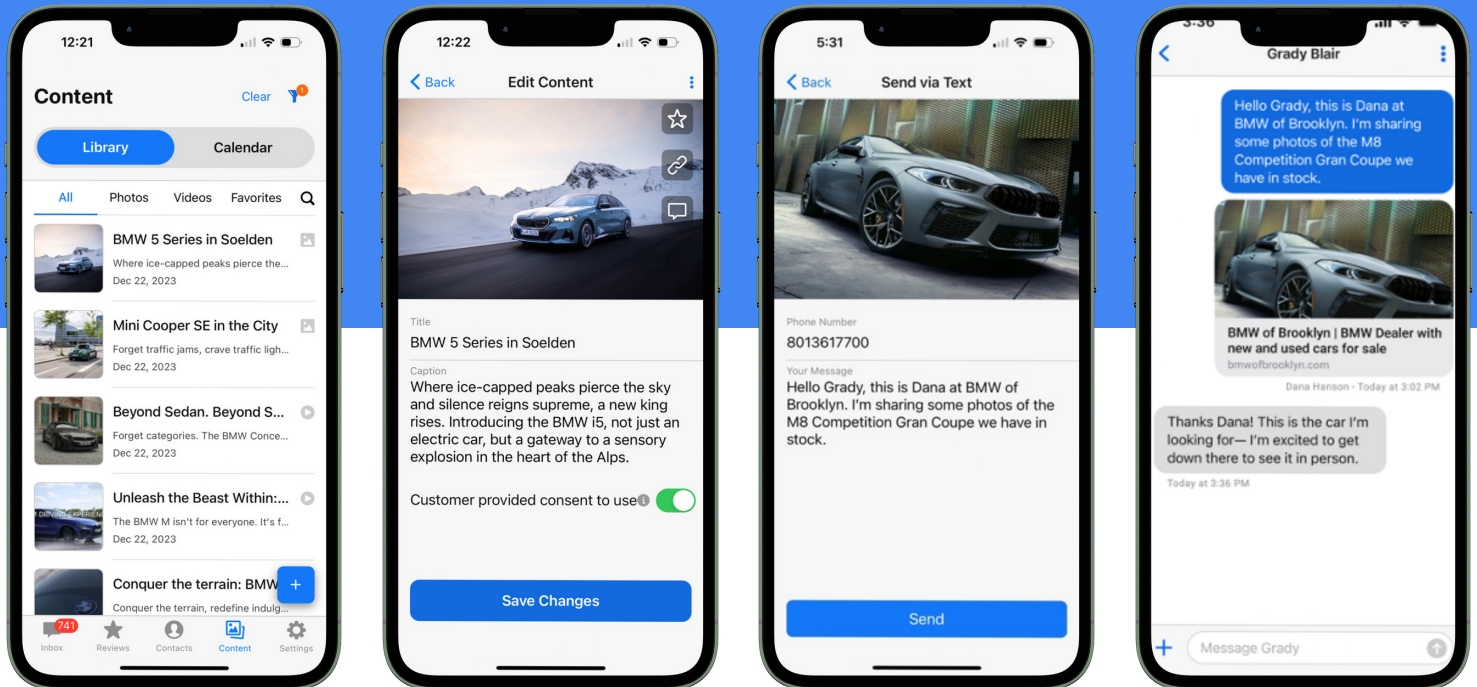 12:21
Content
Clear
1
Library
Calendar
All
Photos
Videos
Favorites
BMW 5 Series in Soelden
Where ice-capped peaks pierce the...
Dec 22, 2023
Mini Cooper SE in the City
Forget traffic jams, crave traffic ligh...
Dec 22, 2023
Beyond Sedan. Beyond S...
Forget categories. The BMW Conce...
Dec 22, 2023
Unleash the Beast Within:...
The BMW M isn't for everyone. It's f...
Dec 22, 2023
Conquer the terrain: BMW
+
Conquer the terrain, redefine indulg...
741
Inbox
Reviews
Contacts
Content
Settings
12:22
Back
Edit Content
Title
BMW 5 Series in Soelden
Caption
Where ice-capped peaks pierce the sky
and silence reigns supreme, a new king
rises. Introducing the BMW i5, not just an
electric car, but a gateway to a sensory
explosion in the heart of the Alps.
Customer provided consent to use
Save Changes
5:31
Back
Send via Text
Phone Number
8013617700
Your Message
Hello Grady, this is Dana at BMW of
Brooklyn. I'm sharing some photos of the
M8 Competition Gran Coupe we have in
stock.
Send
3:36
Grady Blair
Hello Grady, this is Dana at
BMW of Brooklyn. I'm sharing
some photos of the M8
Competition Gran Coupe we
have in stock.
BMW of Brooklyn | BMW Dealer with
new and used cars for sale
bmwofbrooklyn.com
Dana Hanson - Today at 3:02 PM
Thanks Dana! This is the car I'm
looking for— I'm excited to get
down there to see it in person.
Today at 3:36 PM
+
Message Grady